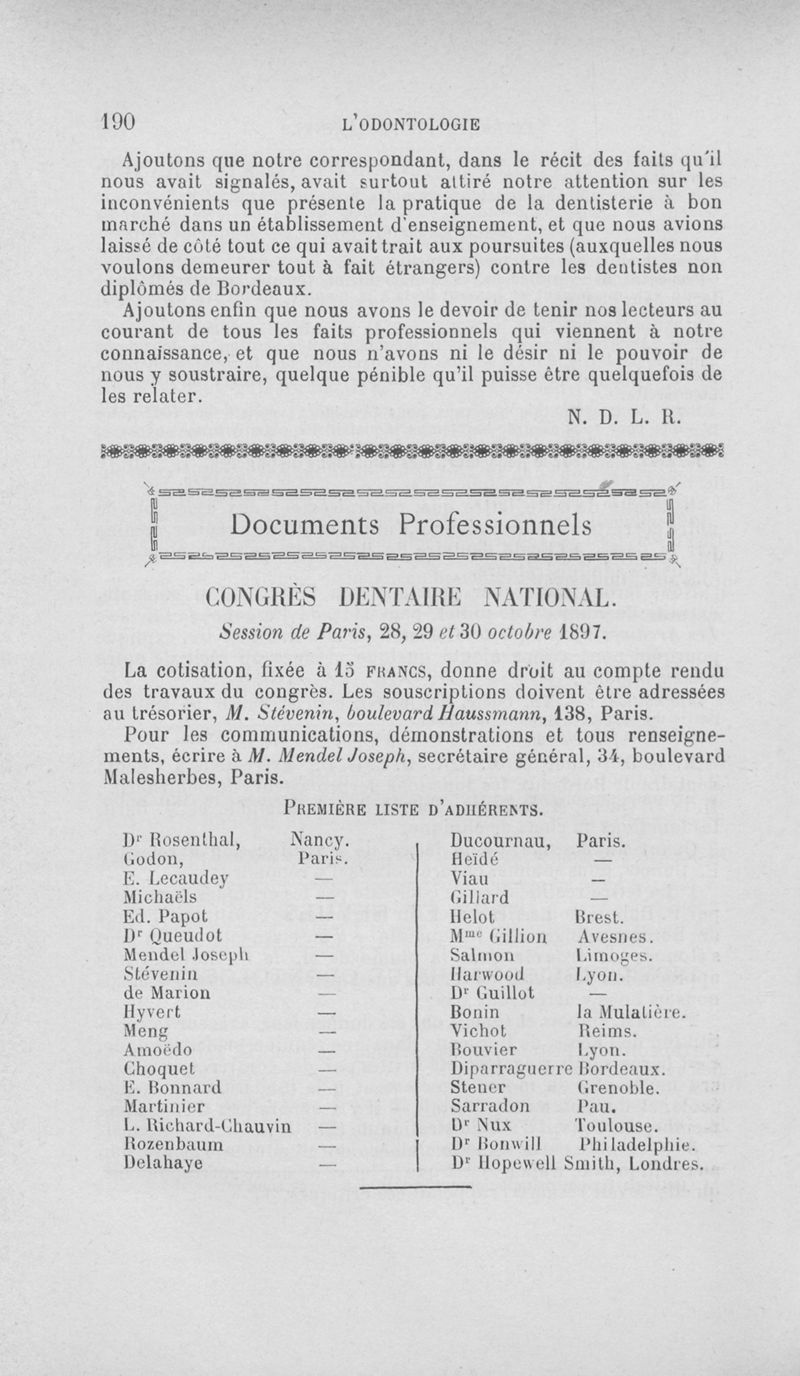 190 L'ODONTOLOGIE
Ajoutons que notre correspondant, dans le récit des faits qu'il
nous avait signalés, avait surtout attiré notre attention sur les
inconvénients que présente la pratique de la dentisterie à bon
marché dans un établissement d'enseignement, et que nous avions
laissé de côté tout ce qui avait trait aux poursuites (auxquelles nous
voulons demeurer tout à fait étrangers) contre les dentistes non
diplômés de Bordeaux.
Ajoutons enfin que nous avons le devoir de tenir nos lecteurs au
courant de tous les faits professionnels qui viennent à notre
connaissance, et que nous n'avons ni le désir ni le pouvoir de
nous y soustraire, quelque pénible qu'il puisse être quelquefois de
les relater.
N. D. L. R.
Documents Professionnels
CONGRÈS DENTAIRE NATIONAL.
Session de Paris, 28, 29 et 30 octobre 1897.
La cotisation, fixée à 15 FRANCS, donne droit au compte rendu
des travaux du congrès. Les souscriptions doivent être adressées
au trésorier, M. Stévenin, boulevard Haussmann, 138, Paris.
Pour les communications, démonstrations et tous renseigne-
ments, écrire à M. Mendel Joseph, secrétaire général, 34, boulevard
Malesherbes, Paris.
PREMIÈRE LISTE D'ADHÉRENTS.
Dr Rosenthal, Nancy.
Godon, Paris.
E. Lecaudey —
Michaëls —
Ed. Papot —
Dr Queudot —
Mendel Joseph —
Stévenin —
de Marion —
Hyvert —
Meng —
Amoëdo —
Choquet —
E. Bonnard —
Martinier —
L. Richard-Chauvin —
Rozenbaum —
Delahaye —
Ducournau, Paris.
Heïdé —
Viau —
Gillard —
Helot Brest.
Mme Gillion Avesnes.
Salmon Limoges.
Harwood Lyon.
Dr Guillot —
Bonin la Mulatière.
Vichot Reims.
Bouvier Lyon.
Diparraguerre Bordeaux.
Stener Grenoble.
Sarradon Pau.
Dr Nux Toulouse.
Dr Bonwill Philadelphie.
Dr Hopewell Smith, Londres.